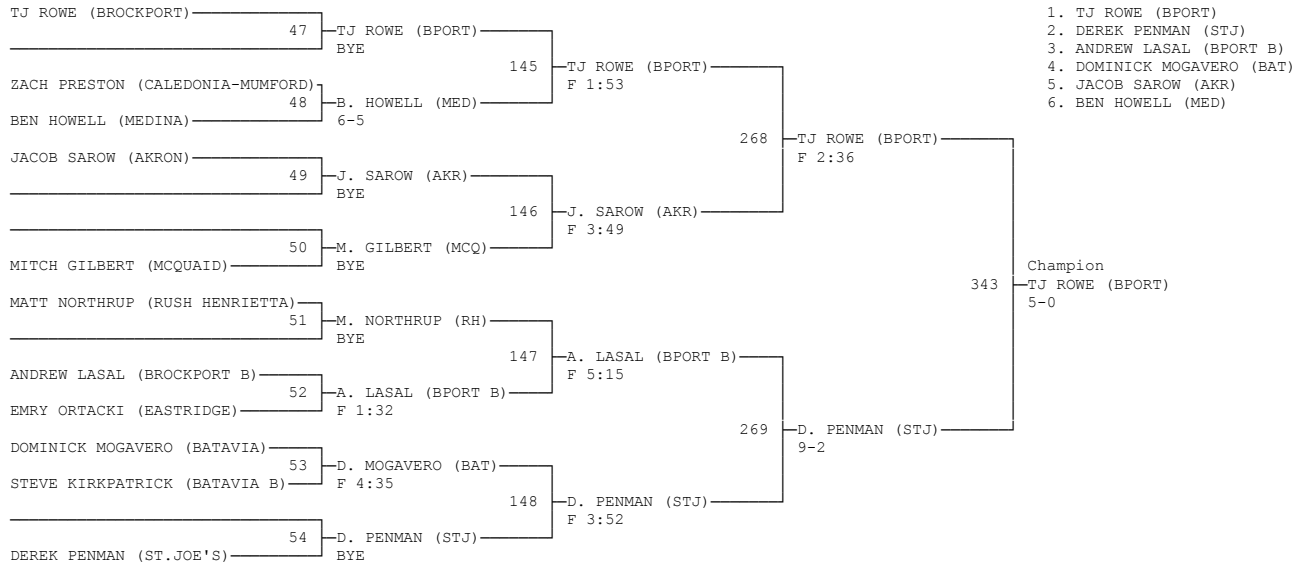 TJ ROWE (BROCKPORT)
47 TJ ROWE (BPORT)
BYE
145 TJ ROWE (BPORT)
F 1:53
ZACH PRESTON (CALEDONIA-MUMFORD)
48 B. HOWELL (MED)
BEN HOWELL (MEDINA) 6-5
268 TJ ROWE (BPORT)
F 2:36
JACOB SAROW (AKRON)
49 J. SAROW (AKR)
BYE
146 J. SAROW (AKR)
F 3:49
50 M. GILBERT (MCQ)
MITCH GILBERT (MCQUAID) BYE
Champion
343 TJ ROWE (BPORT)
5-0
MATT NORTHRUP (RUSH HENRIETTA)
51 M. NORTHRUP (RH)
BYE
147 A. LASAL (BPORT B)
F 5:15
ANDREW LASAL (BROCKPORT B)
52 A. LASAL (BPORT B)
EMRY ORTACKI (EASTRIDGE) F 1:32
269 D. PENMAN (STJ)
9-2
DOMINICK MOGAVERO (BATAVIA)
53 D. MOGAVERO (BAT)
STEVE KIRKPATRICK (BATAVIA B) F 4:35
148 D. PENMAN (STJ)
F 3:52
54 D. PENMAN (STJ)
DEREK PENMAN (ST.JOE'S) BYE
1. TJ ROWE (BPORT)
2. DEREK PENMAN (STJ)
3. ANDREW LASAL (BPORT B)
4. DOMINICK MOGAVERO (BAT)
5. JACOB SAROW (AKR)
6. BEN HOWELL (MED)